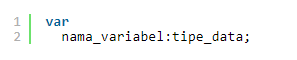 1 var
2 nama_variabel:tipe_data;